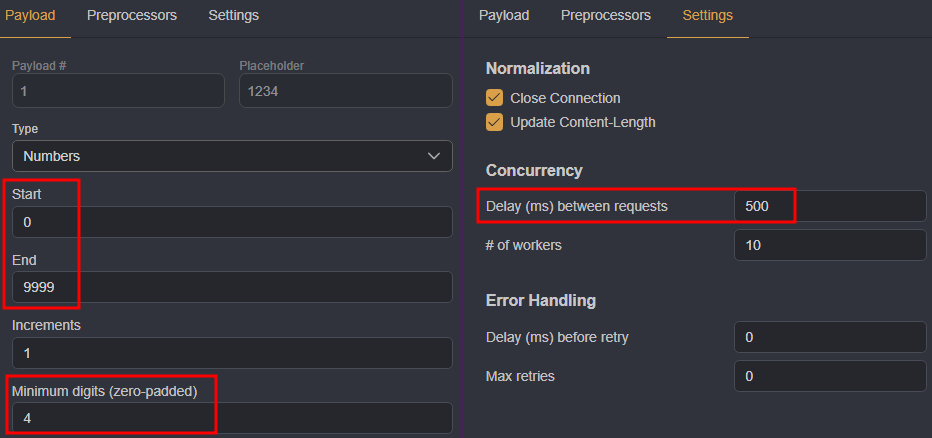 Payload Preprocessors Settings
Payload # Placeholder
1 1234
Type
Numbers
Start
0
End
9999
Increments
1
Minimum digits (zero-padded)
4
Payload Preprocessors Settings
Normalization
Close Connection
Update Content-Length
Concurrency
Delay (ms) between requests 500
# of workers 10
Error Handling
Delay (ms) before retry 0
Max retries 0